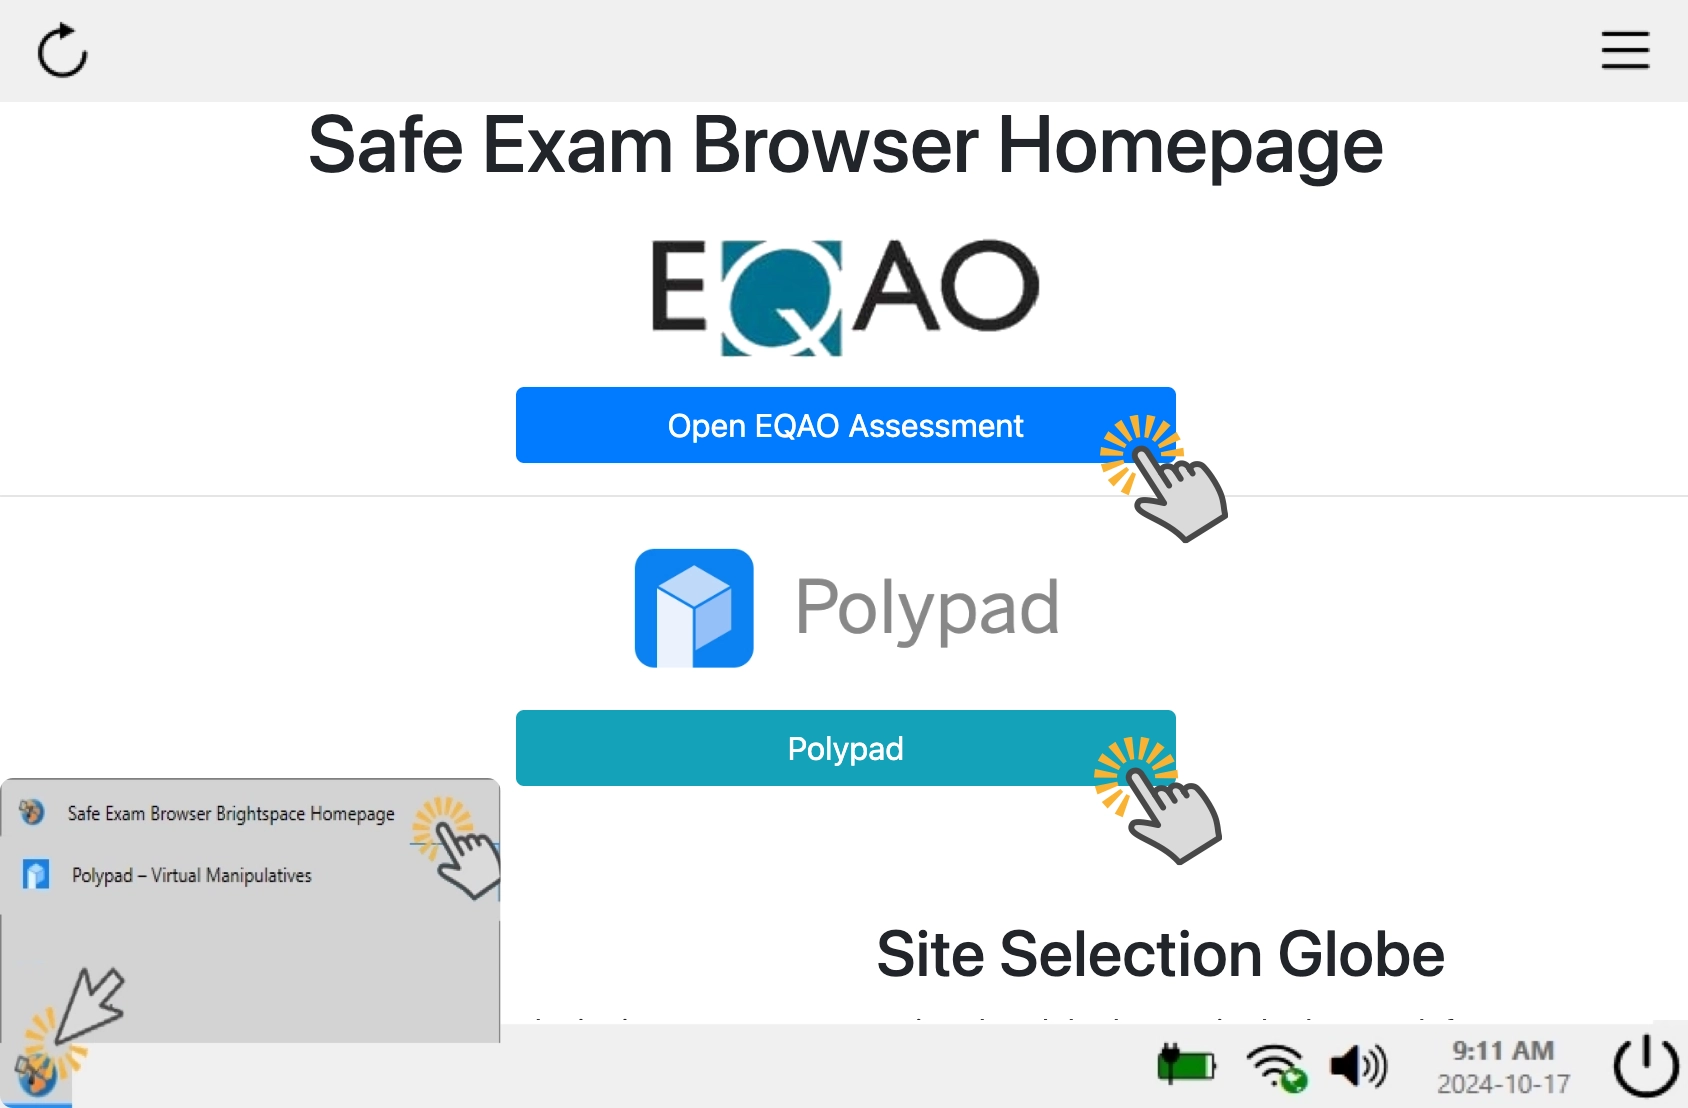 Safe Exam Browser Homepage
EQAO
Open EQAO Assessment
Polypad
Polypad
Safe Exam Browser Brightspace Homepage
Polypad – Virtual Manipulatives
Site Selection Globe
9:11 AM
2024-10-17